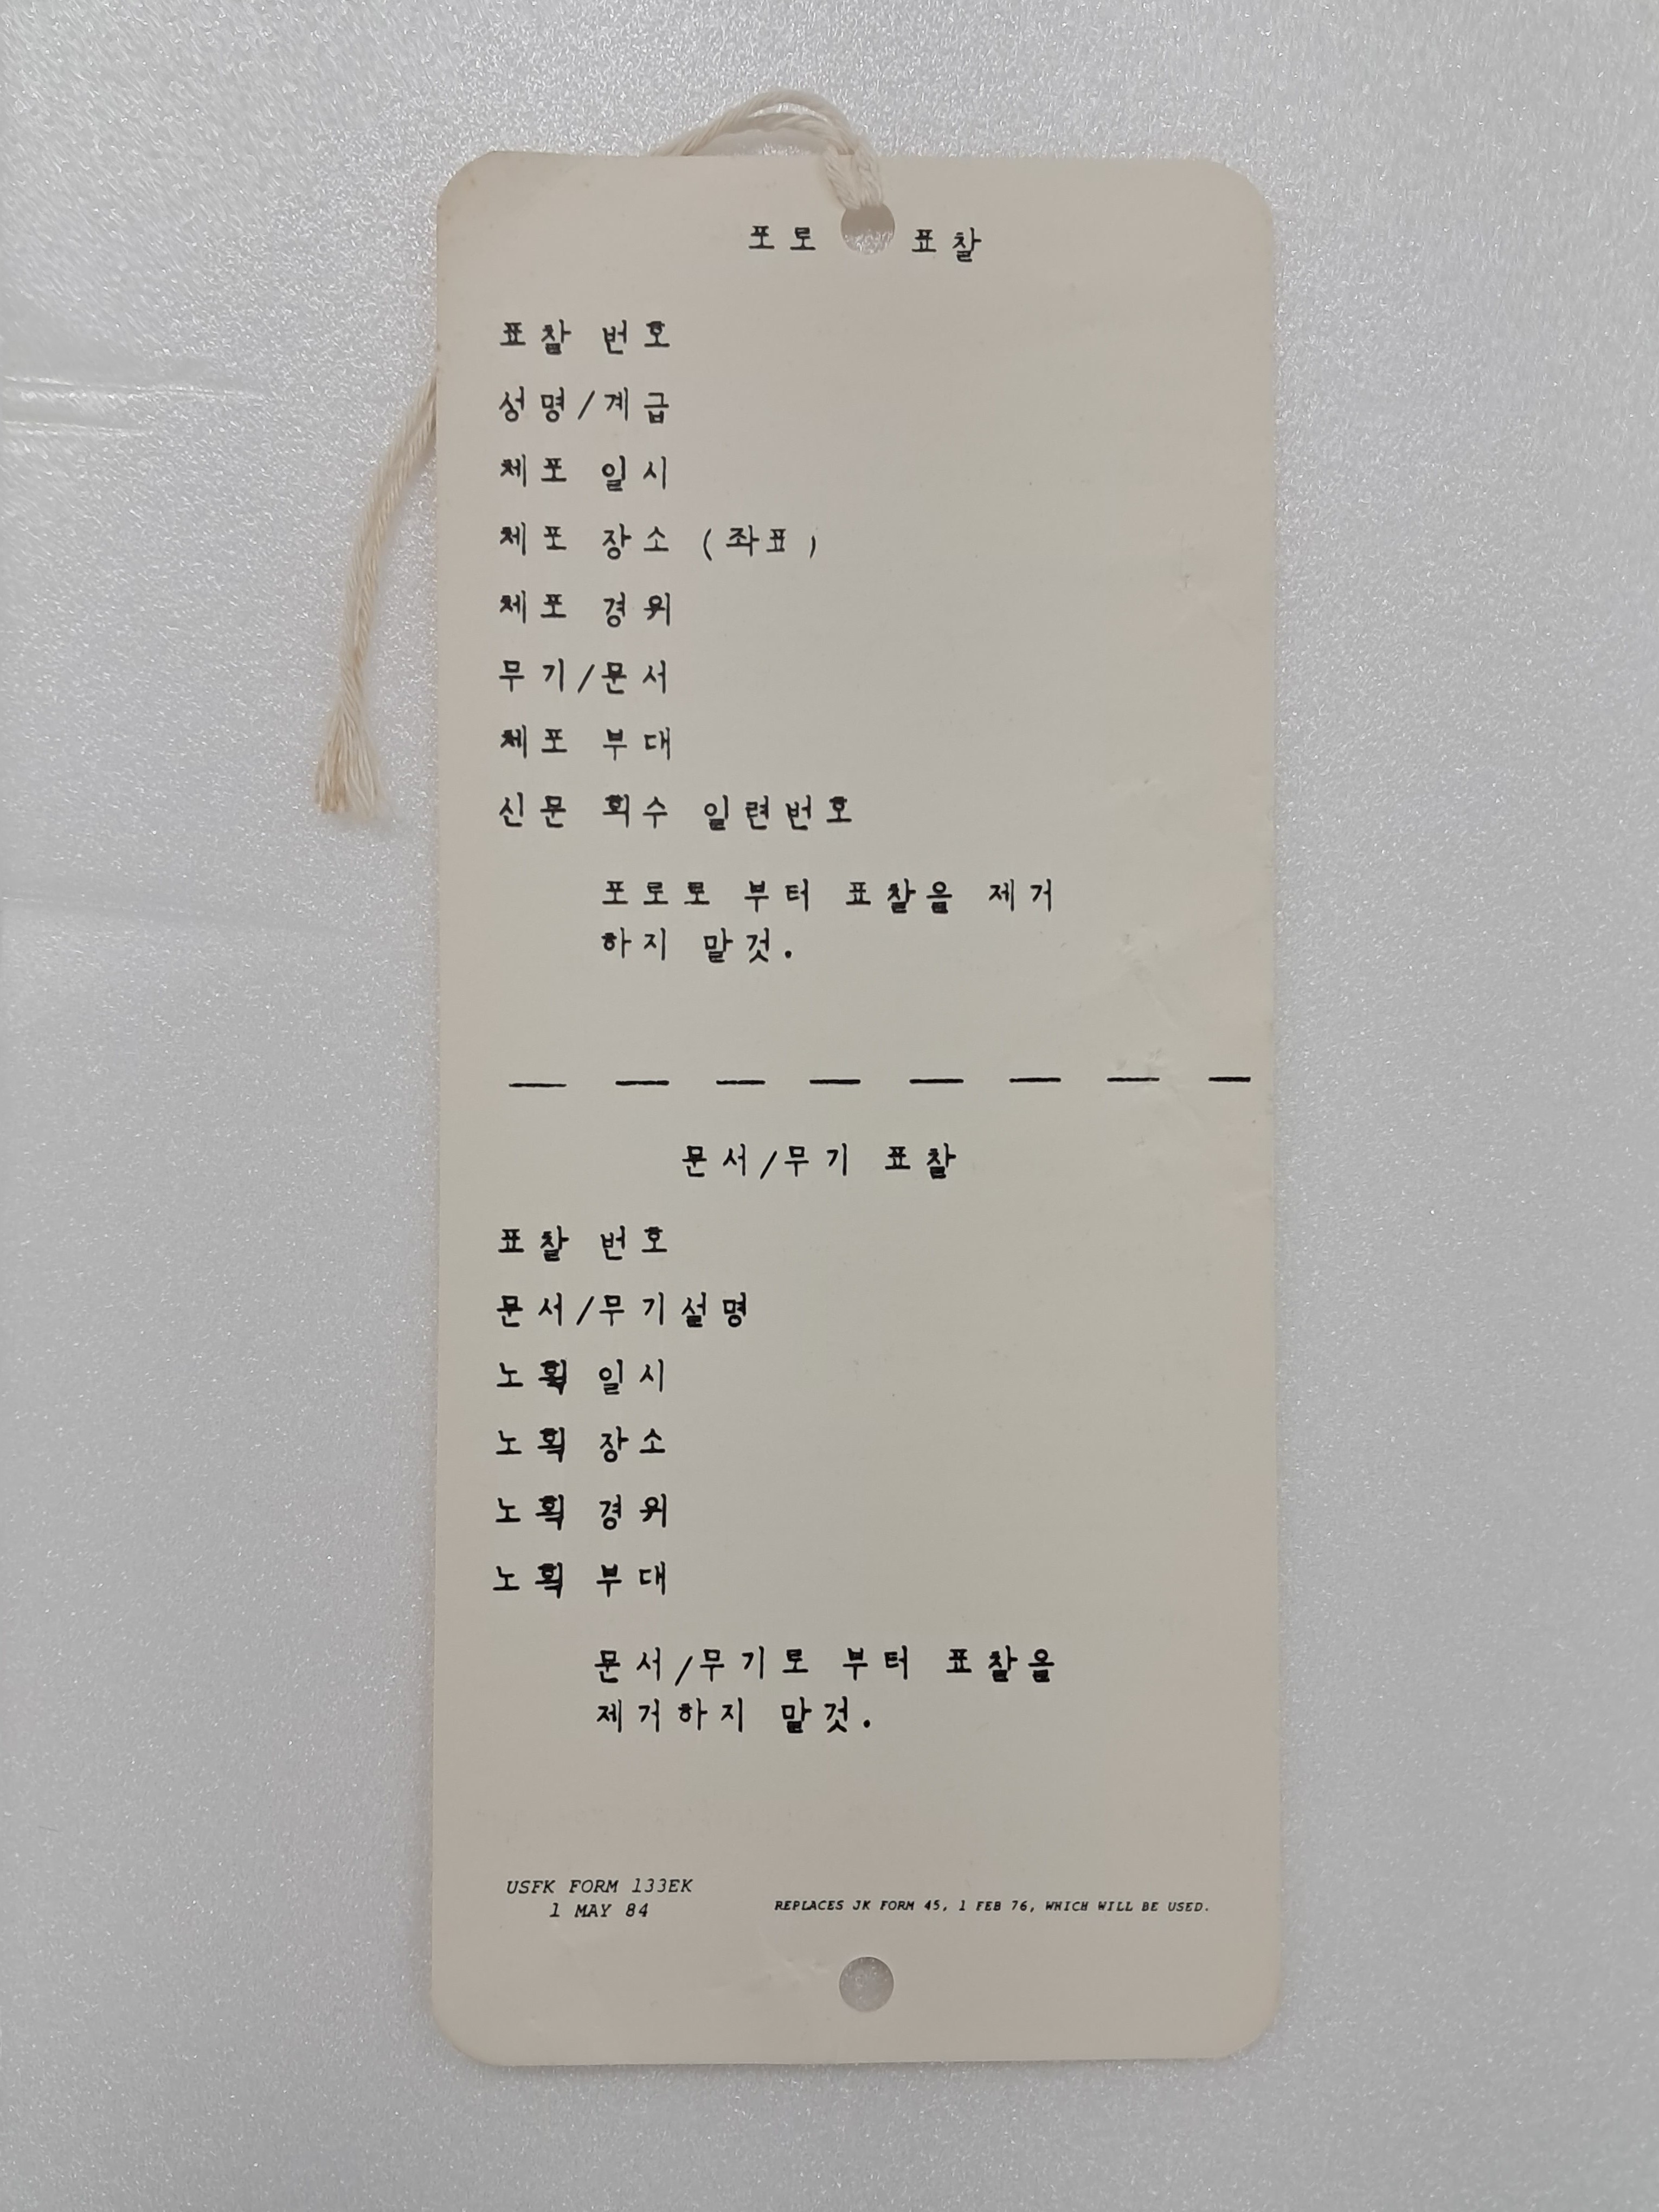 포로 표찰
표찰 번호
성명/계급
체포 일시
체포 장소 (좌표)
체포 경위
무기/문서
체포 부대
신문 회수 일련번호
포로로 부터 표찰을 제거
하지 말것.
문서/무기 표찰
표찰 번호
문서/무기설명
노획 일시
노획 장소
노획 경위
노획 부대
문서/무기로 부터 표찰을
제거하지 말것.
USFK FORM 133EK
1 MAY 84
REPLACES JK FORM 45, 1 FEB 76, WHICH WILL BE USED.